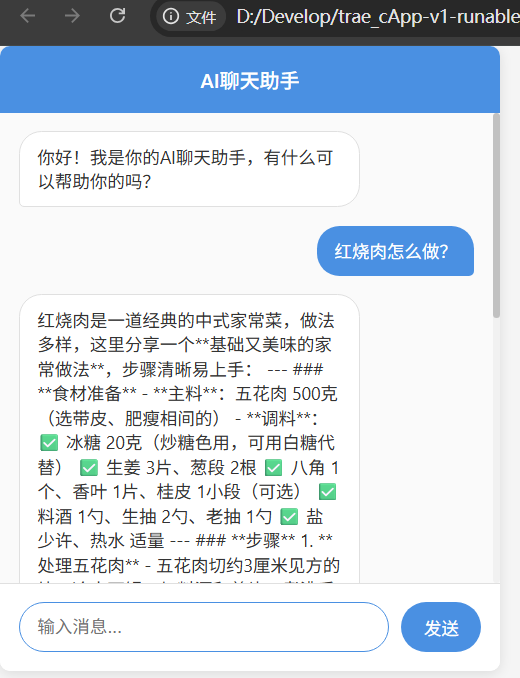 文件 D:/Develop/trae_cApp-v1-runable
AI聊天助手
你好！我是你的AI聊天助手，有什么可
以帮助你的吗？
红烧肉怎么做？
红烧肉是一道经典的中式家常菜，做法
多样，这里分享一个**基础又美味的家
常做法**，步骤清晰易上手： --- ###
**食材准备** - **主料**：五花肉 500克
（选带皮、肥瘦相间的） - **调料**：
✅ 冰糖 20克（炒糖色用，可用白糖代
替） ✅ 生姜 3片、葱段 2根 ✅ 八角 1
个、香叶 1片、桂皮 1小段（可选） ✅
料酒 1勺、生抽 2勺、老抽 1勺 ✅ 盐
少许、热水 适量 --- ### **步骤** 1. **
处理五花肉** - 五花肉切约3厘米见方的
输入消息...
发送